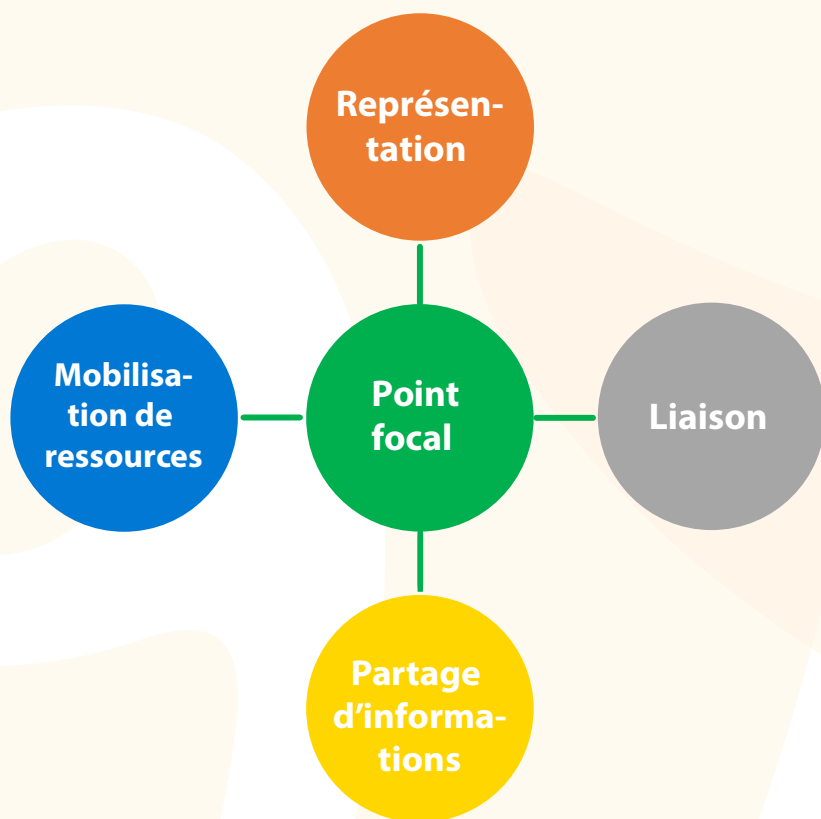 Représen-
tation
Mobilisa-
tion de
ressources
Point
focal
Liaison
Partage
d’informa-
tions